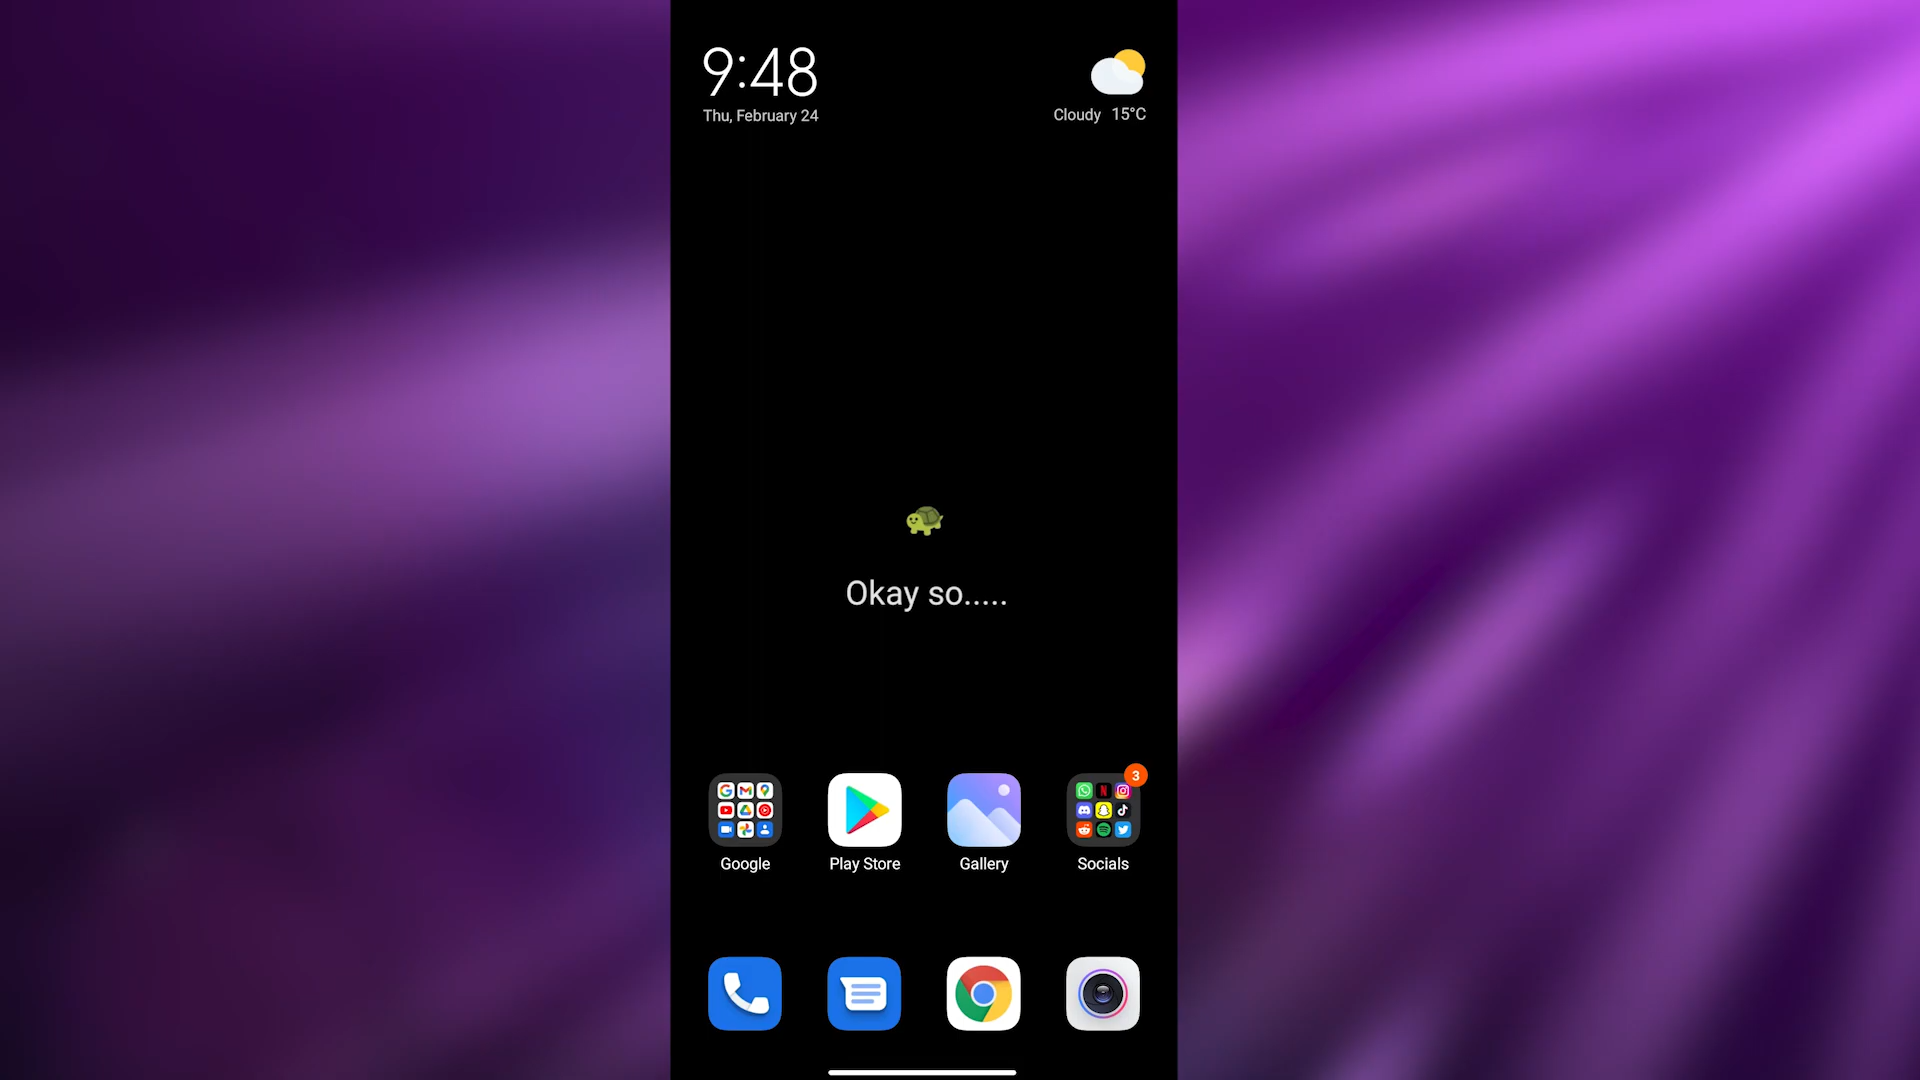 9:48
Thu, February 24
Cloudy 15°C
Okay so.....
3
Google
Play Store
Gallery
Socials